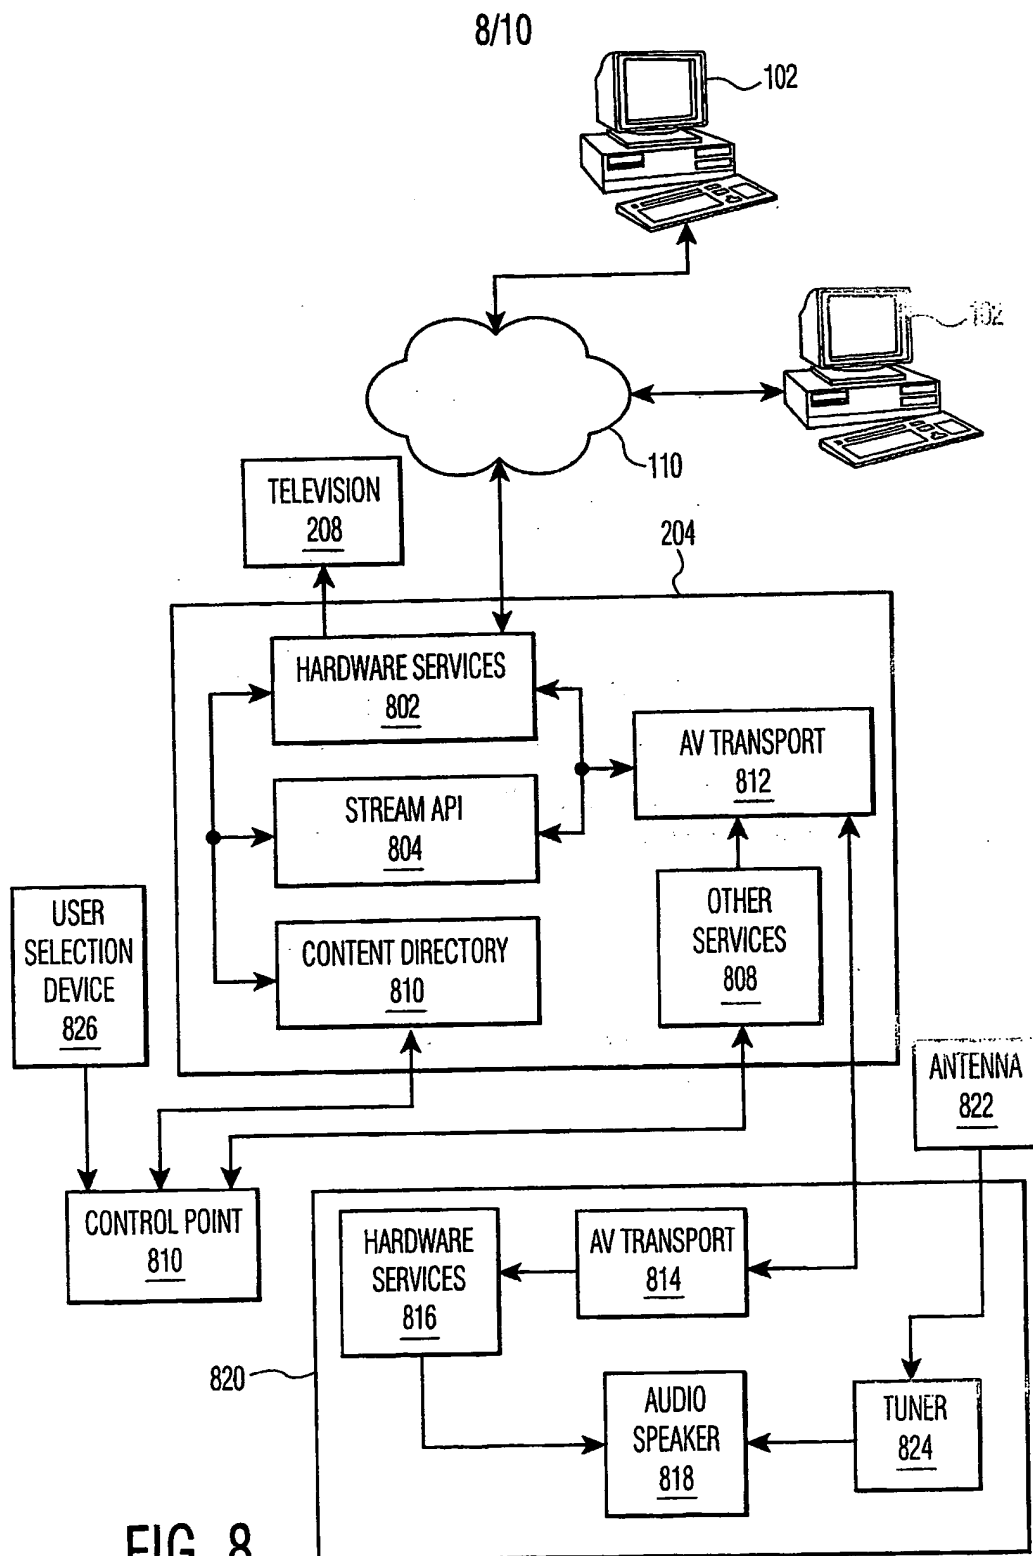 8/10
102
102
110
TELEVISION
208
204
HARDWARE SERVICES
802
AV TRANSPORT
812
STREAM API
804
USER
SELECTION
DEVICE
826
OTHER
SERVICES
808
CONTENT DIRECTORY
810
ANTENNA
822
CONTROL POINT
810
HARDWARE
SERVICES
816
AV TRANSPORT
814
820
AUDIO
SPEAKER
818
TUNER
824
FIG. 8